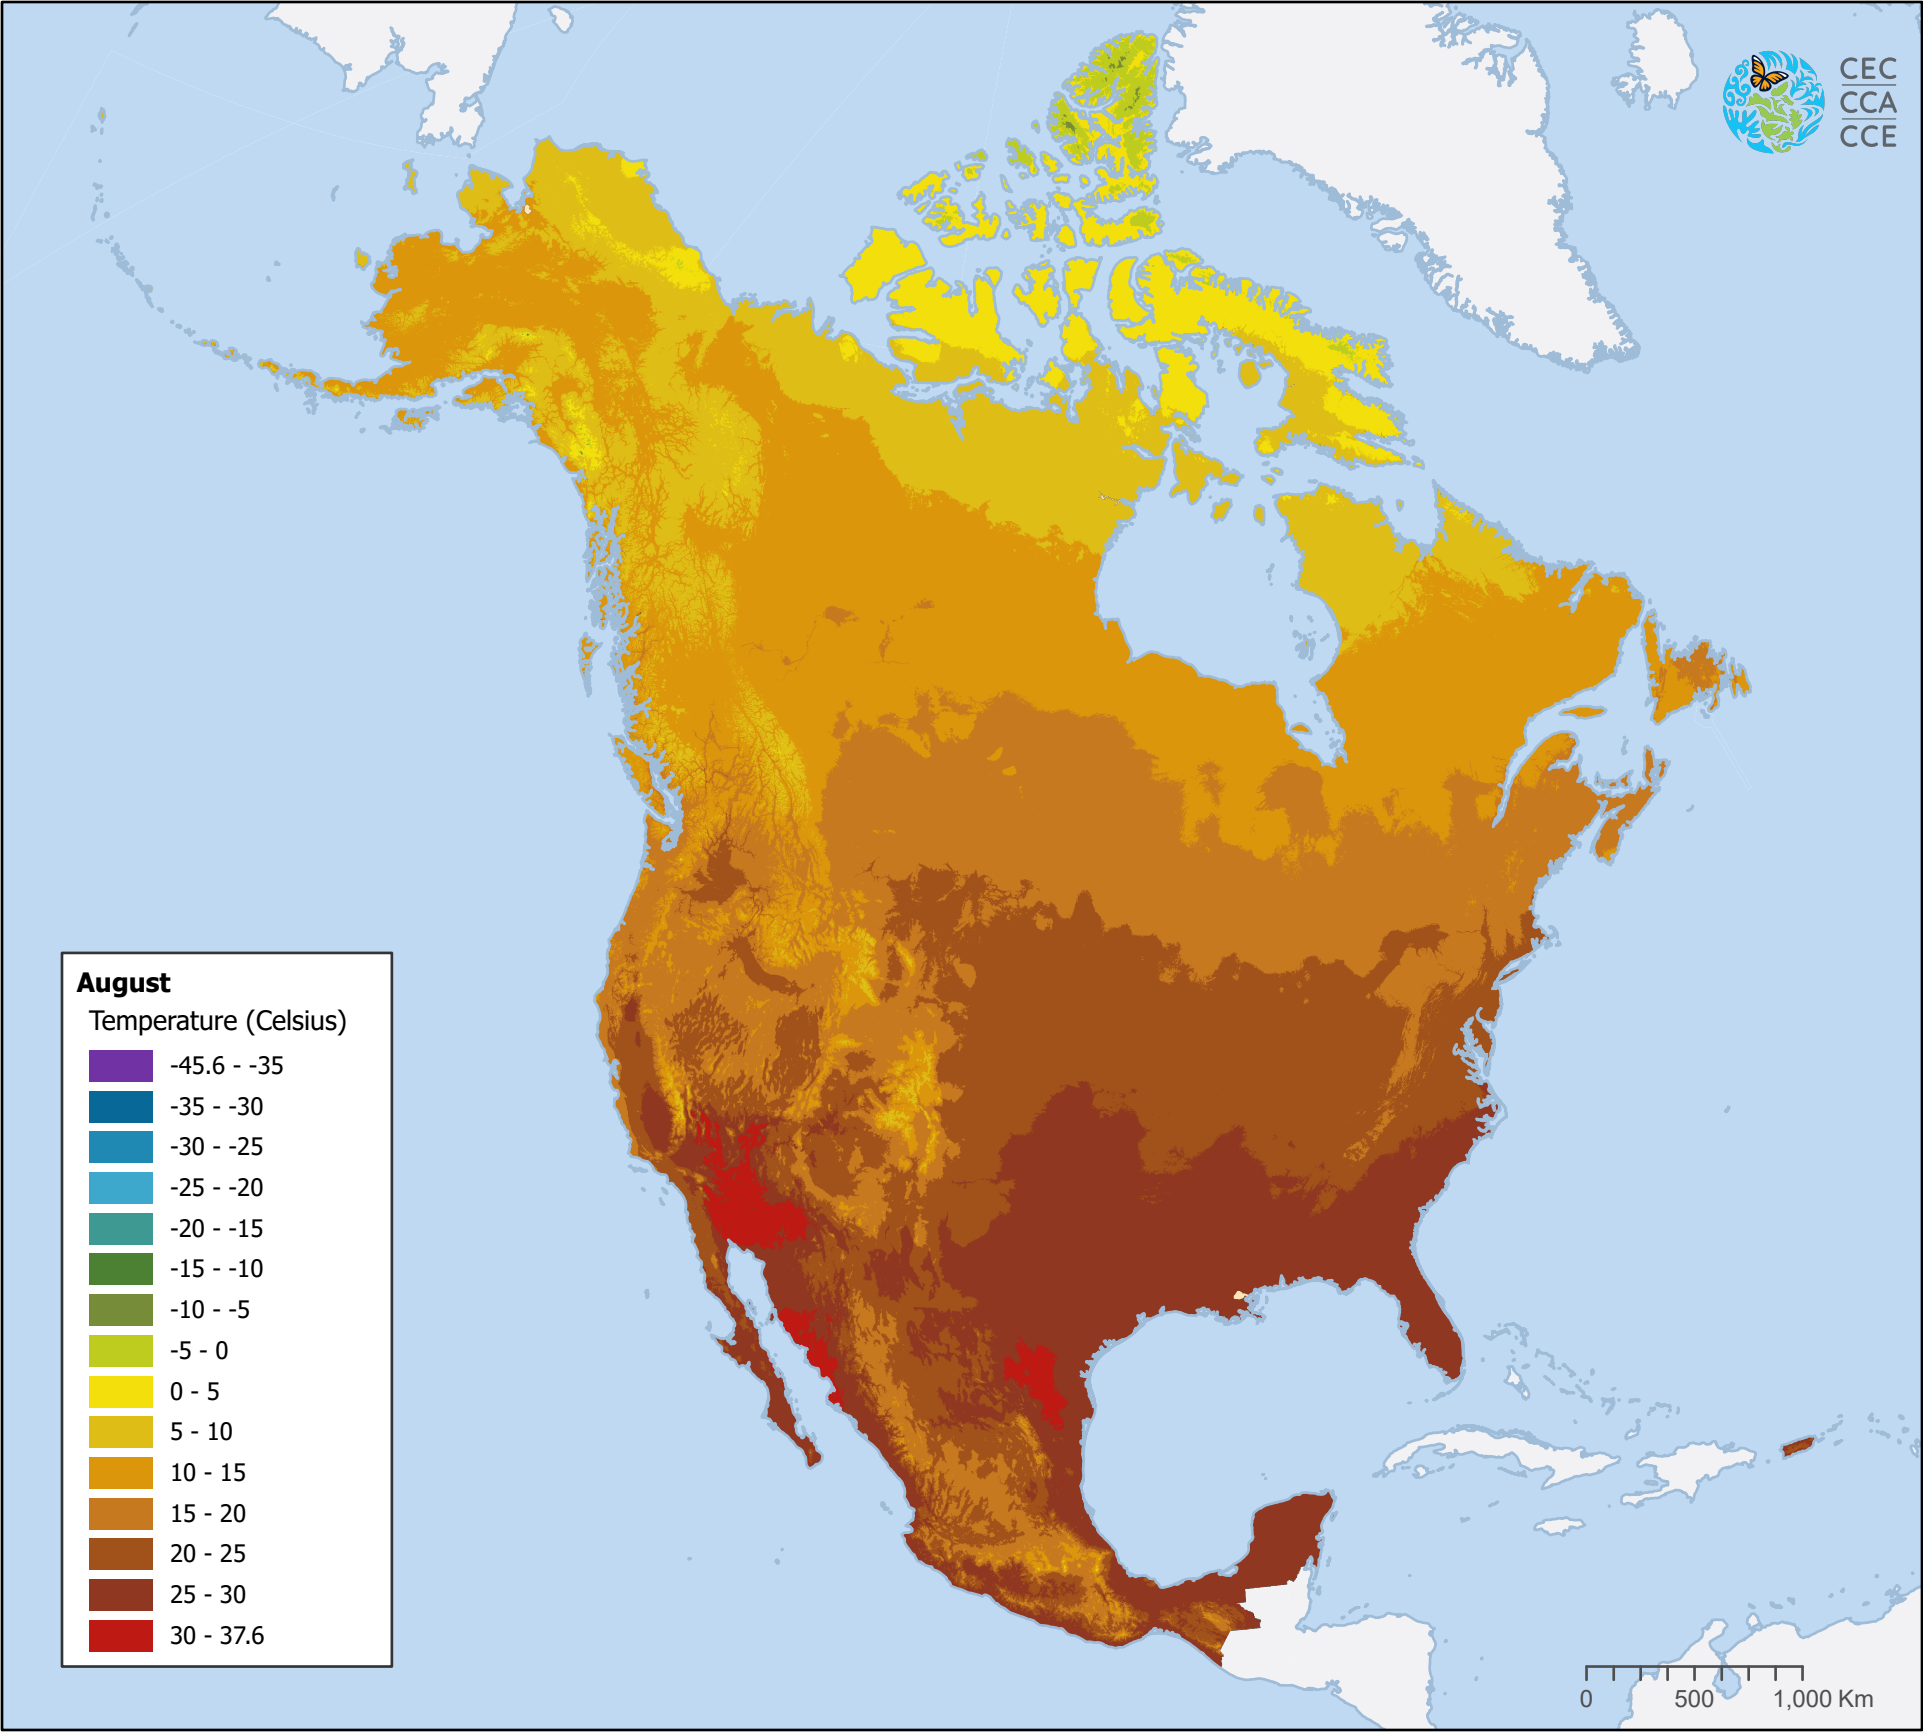 CEC
CCA
CCE
August
Temperature (Celsius)
-45.6 - -35
-35 - -30
-30 - -25
-25 - -20
-20 - -15
-15 - -10
-10 - -5
-5 - 0
0 - 5
5 - 10
10 - 15
15 - 20
20 - 25
25 - 30
30 - 37.6
0 500 1,000 Km